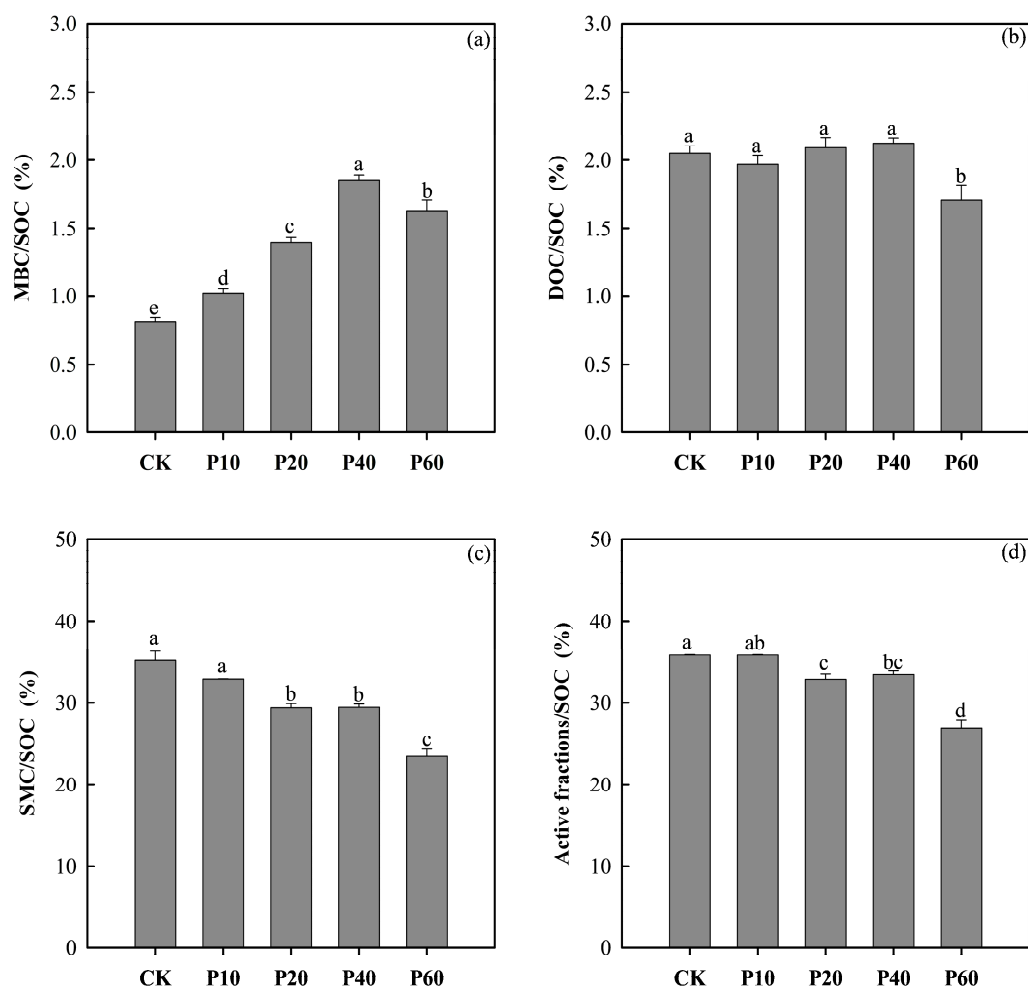 (a)
MBC/SOC (%)
3.0
2.5
2.0
1.5
1.0
0.5
0.0
e
d
c
a
b
CK P10 P20 P40 P60
(b)
DOC/SOC (%)
3.0
2.5
2.0
1.5
1.0
0.5
0.0
a
a
a
a
b
CK P10 P20 P40 P60
(c)
SMC/SOC (%)
50
40
30
20
10
0
a
a
b
b
c
CK P10 P20 P40 P60
(d)
Active fractions/SOC (%)
50
40
30
20
10
0
a
ab
c
bc
d
CK P10 P20 P40 P60